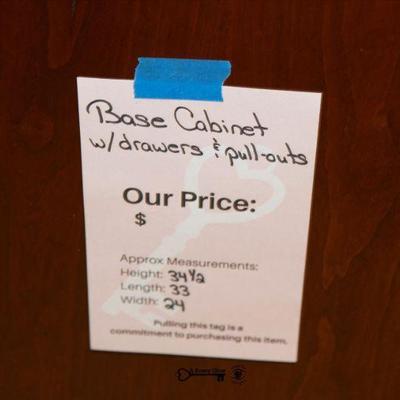 Base Cabinet
w/drawers & pull-outs
Our Price:
$
Approx Measurements:
Height: 34 1/2
Length: 33
Width: 24
Pulling this tag is a
commitment to purchasing this item.